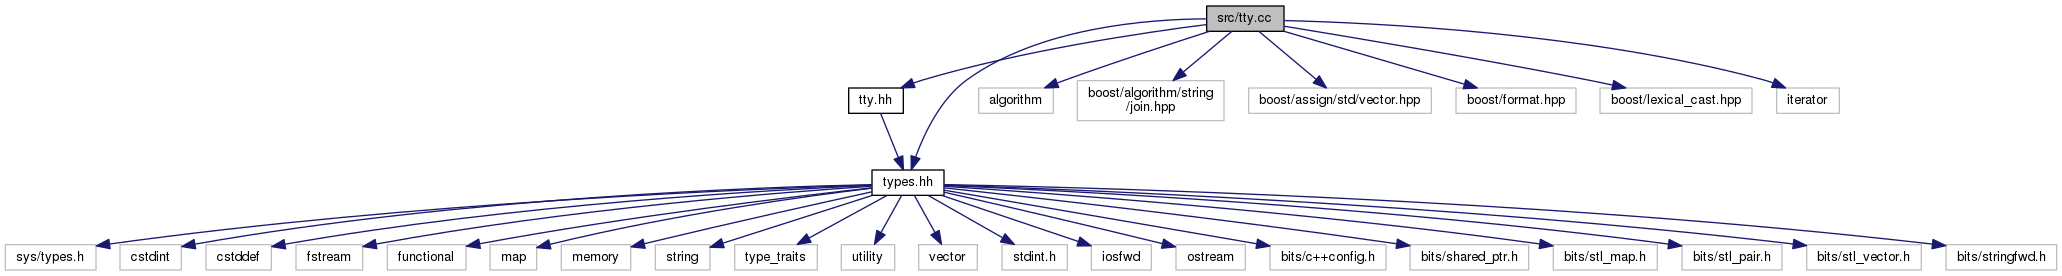 src/tty.cc
tty.hh
algorithm
boost/algorithm/string
/join.hpp
boost/assign/std/vector.hpp
boost/format.hpp
boost/lexical_cast.hpp
iterator
types.hh
sys/types.h
cstdint
cstddef
fstream
functional
map
memory
string
type_traits
utility
vector
stdint.h
iosfwd
ostream
bits/c++config.h
bits/shared_ptr.h
bits/stl_map.h
bits/stl_pair.h
bits/stl_vector.h
bits/stringfwd.h